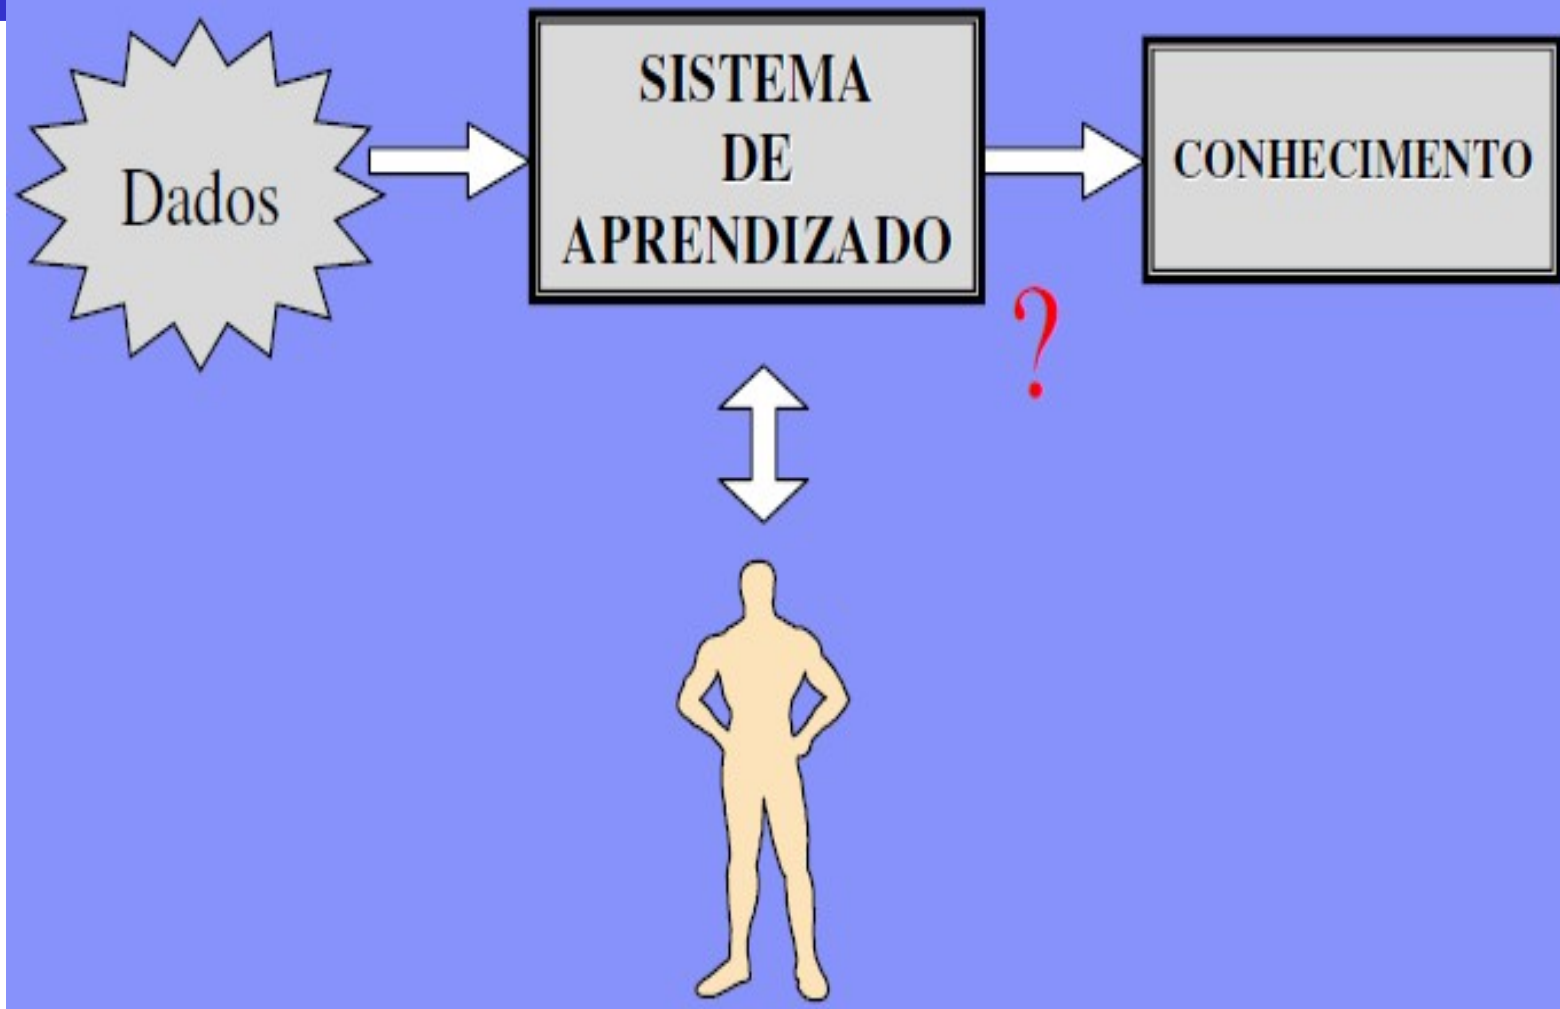 Dados
SISTEMA
DE
APRENDIZADO
CONHECIMENTO
?